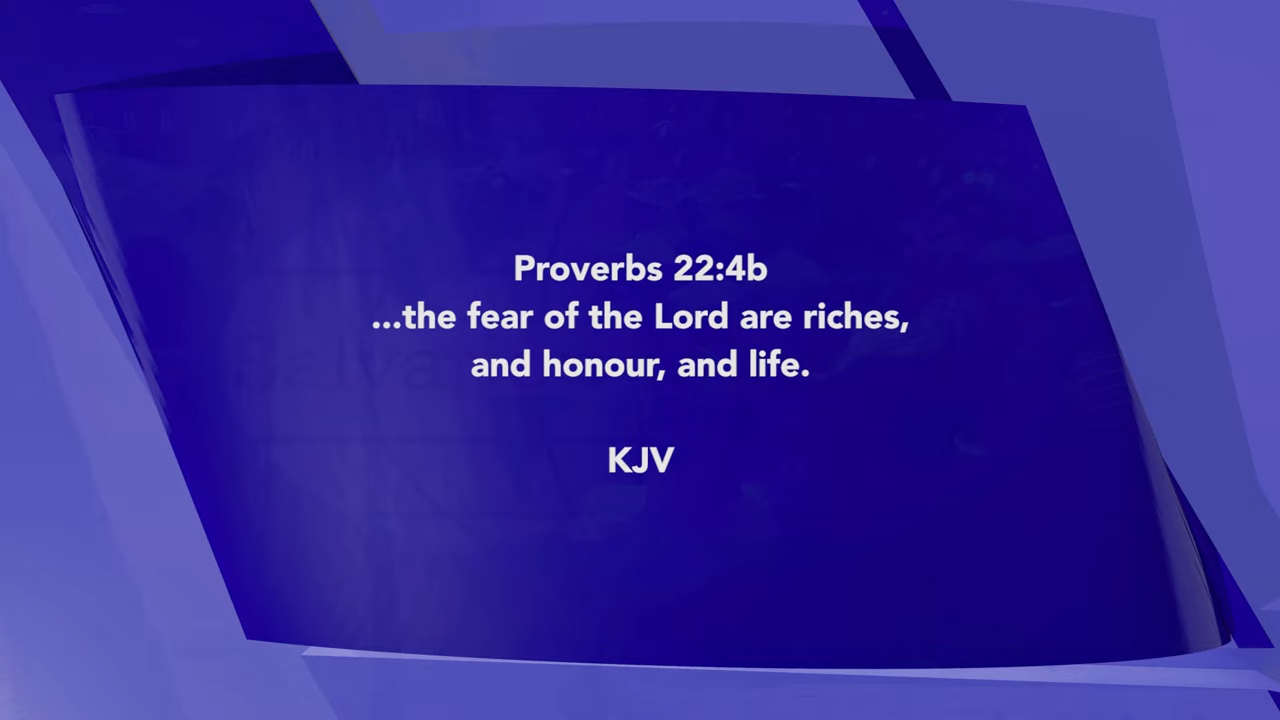 Proverbs 22:4b
...the fear of the Lord are riches,
and honour, and life.
KJV